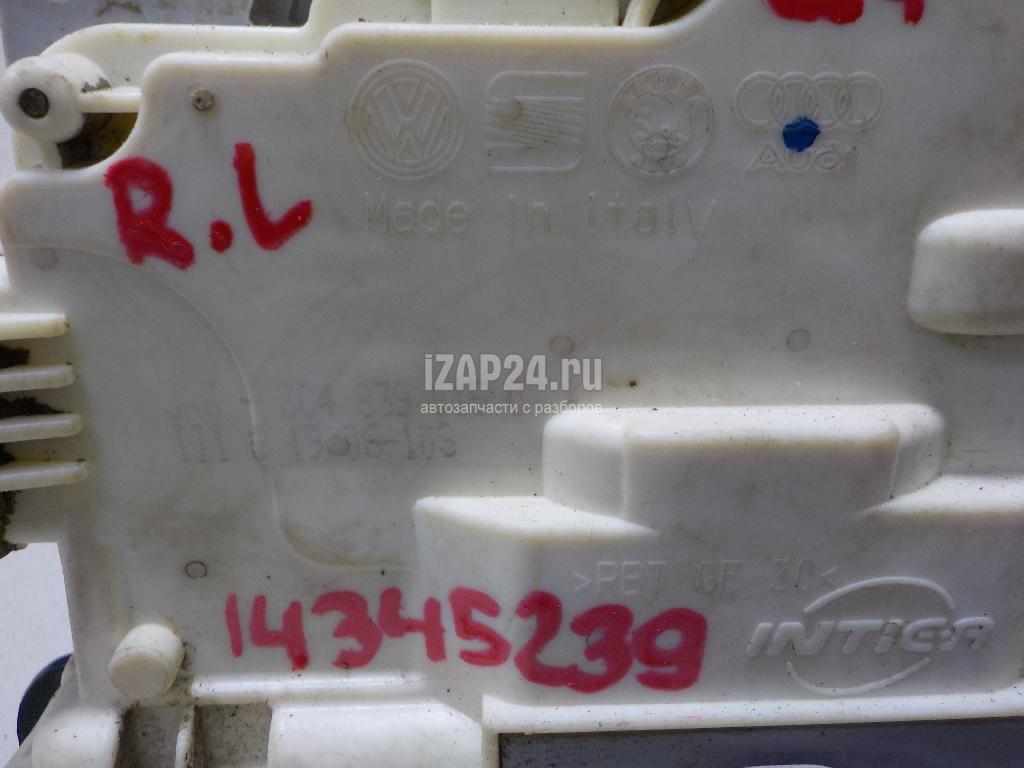 R.L
Audi
Made in Italy
iZAP24.ru
автозапчасти с разборов
>PBT GF 30<
14345239
INTIER